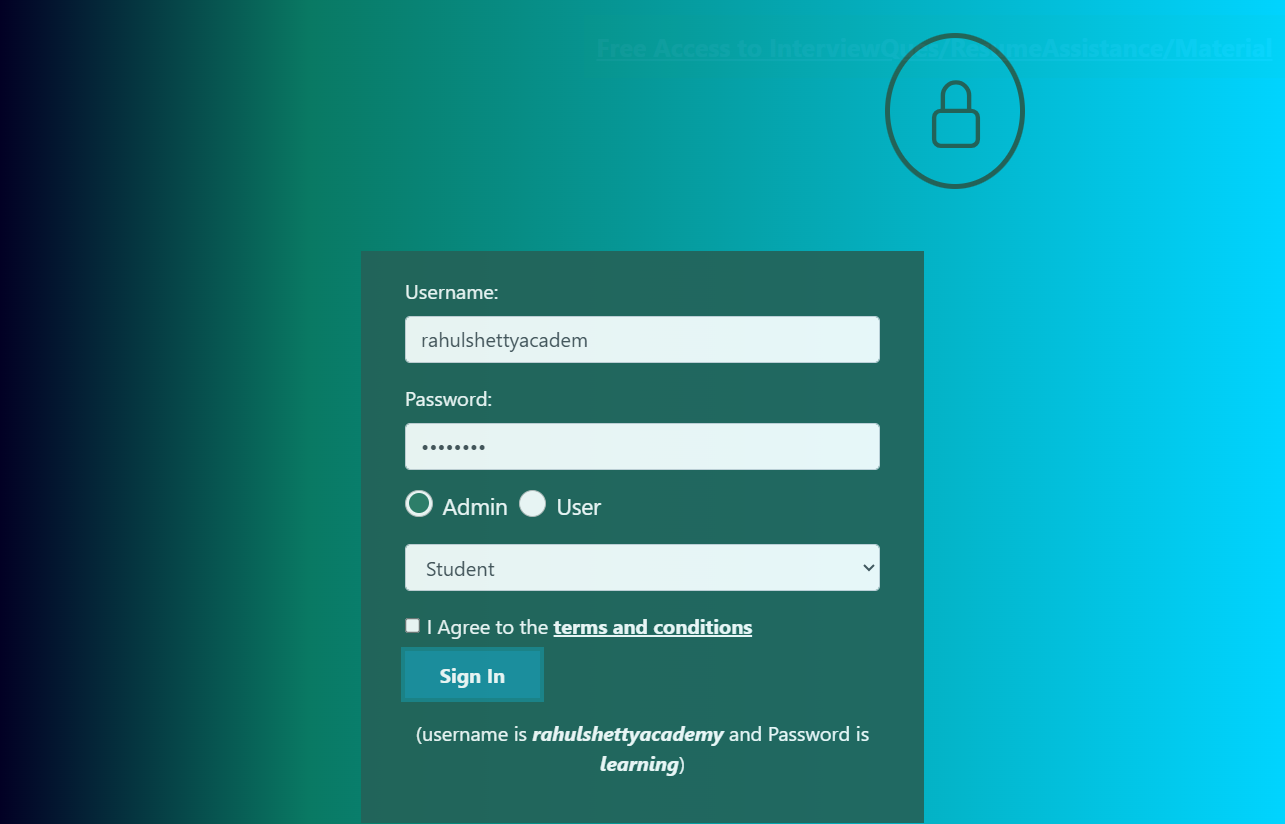 Free Access to InterviewQues/ResumeAssistance/Material
Username:
rahulshettyacadem
Password:
••••••••
Admin User
Student
I Agree to the terms and conditions
Sign In
(username is rahulshettyacademy and Password is
learning)